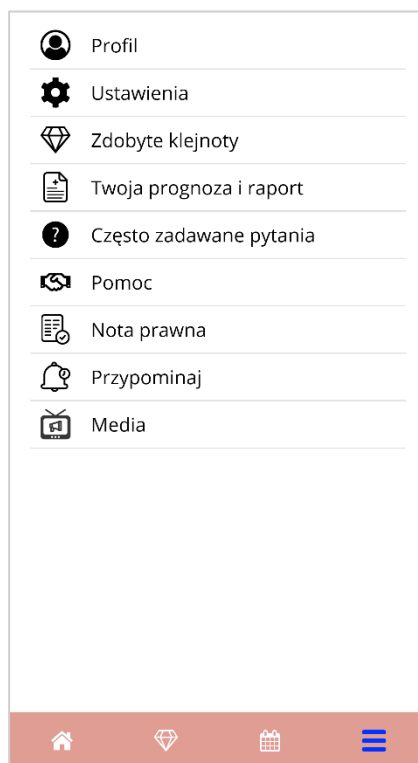 Profil
Ustawienia
Zdobyte klejnoty
Twoja prognoza i raport
Często zadawane pytania
Pomoc
Nota prawna
Przypominaj
Media